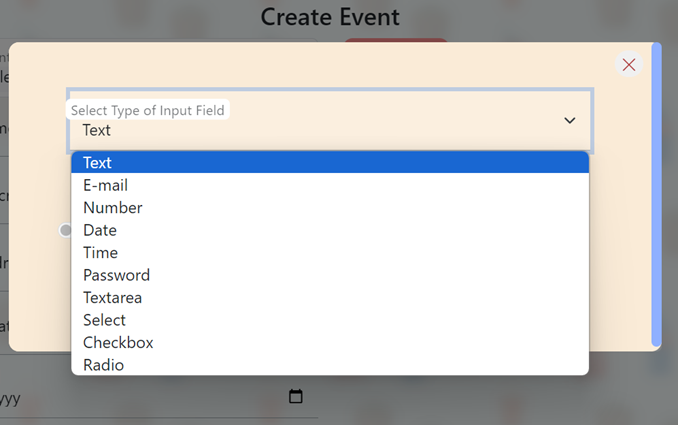 Create Event
Select Type of Input Field
Text
Text
E-mail
Number
Date
Time
Password
Textarea
Select
Checkbox
Radio
yyy